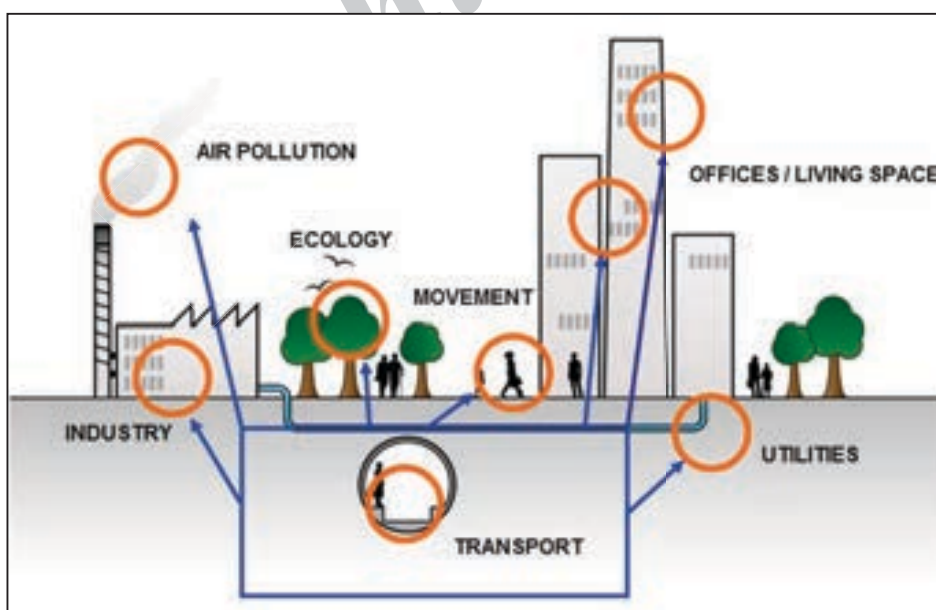 AIR POLLUTION
OFFICES / LIVING SPACE
ECOLOGY
MOVEMENT
INDUSTRY
UTILITIES
TRANSPORT